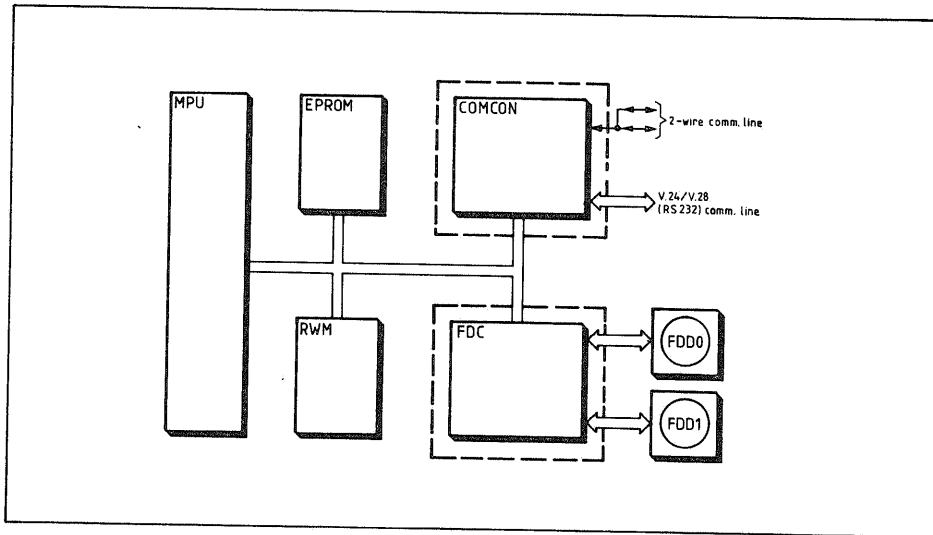 MPU
EPROM
COMCON
2-wire comm. line
V.24/V.28
(RS 232) comm. line
RWM
FDC
FDD0
FDD1